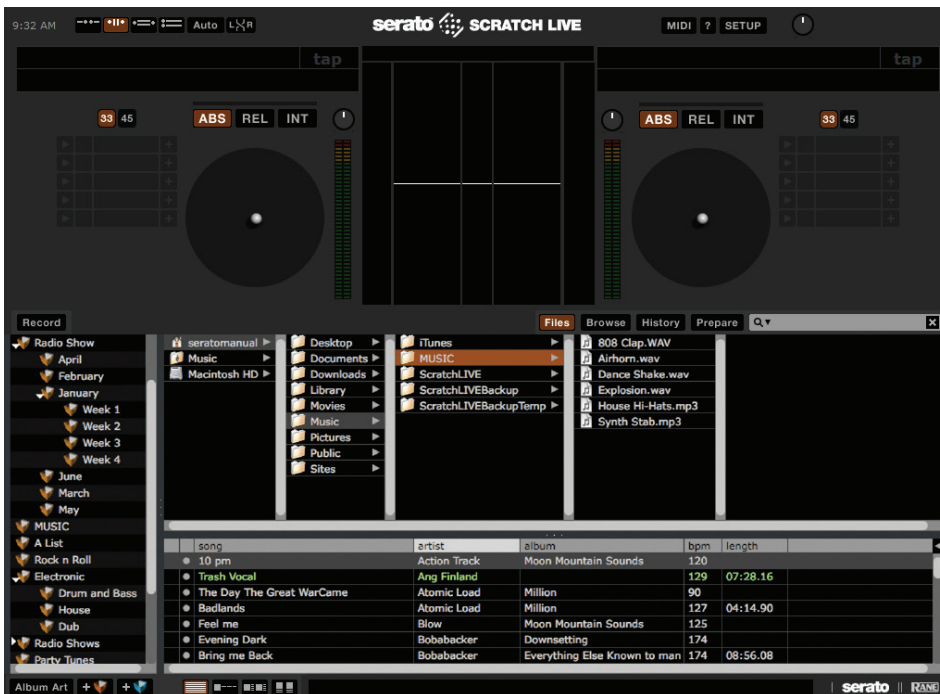 9:32 AM Auto L R serato SCRATCH LIVE MIDI ? SETUP
tap tap
33 45 ABS REL INT ABS REL INT 33 45
Record Files Browse History Prepare
Radio Show
April
February
January
Week 1
Week 2
Week 3
Week 4
June
March
May
MUSIC
A List
Rock n Roll
Electronic
Drum and Bass
House
Dub
Radio Shows
Party Tunes
seratomanual
Music
Macintosh HD
Desktop
Documents
Downloads
Library
Movies
Music
Pictures
Public
Sites
iTunes
MUSIC
ScratchLIVE
ScratchLIVEBackup
ScratchLIVEBackupTemp
808 Clap.WAV
Airhorn.wav
Dance Shake.wav
Explosion.wav
House Hi-Hats.mp3
Synth Stab.mp3
song artist album bpm length
10 pm Action Track Moon Mountain Sounds 120
Trash Vocal Ang Finland 129 07:28.16
The Day The Great WarCame Atomic Load Million 90
Badlands Atomic Load Million 127 04:14.90
Feel me Blow Moon Mountain Sounds 125
Evening Dark Bobabacker Downsetting 174
Bring me Back Bobabacker Everything Else Known to man 174 08:56.08
Album Art + + serato RANE